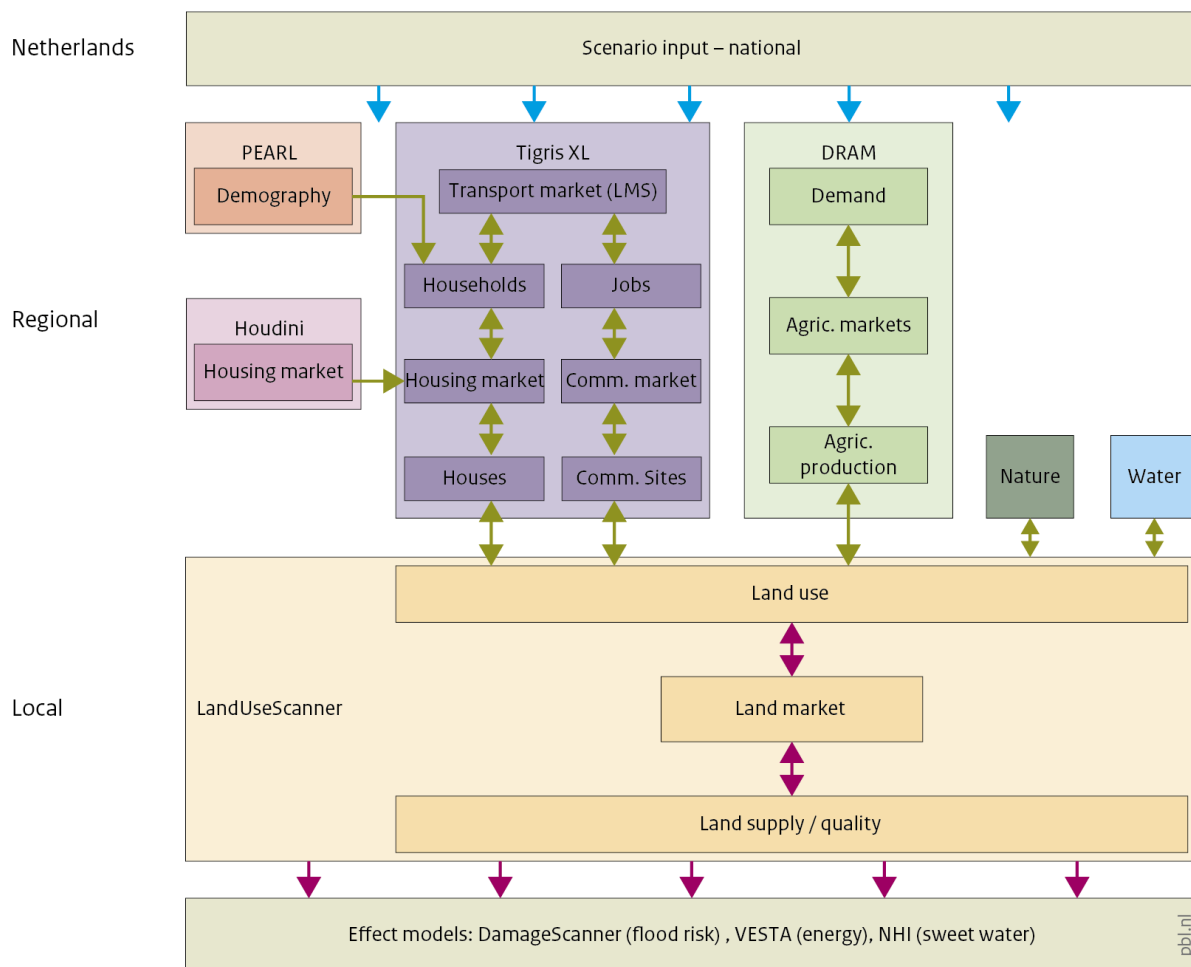 Netherlands
Scenario input – national
PEARL
Demography
Tigris XL
Transport market (LMS)
DRAM
Demand
Households
Jobs
Regional
Houdini
Housing market
Agric. markets
Housing market
Comm. market
Agric.
production
Houses
Comm. Sites
Nature
Water
Land use
Local
LandUseScanner
Land market
Land supply / quality
Effect models: DamageScanner (flood risk) , VESTA (energy), NHI (sweet water)
pbl.nl